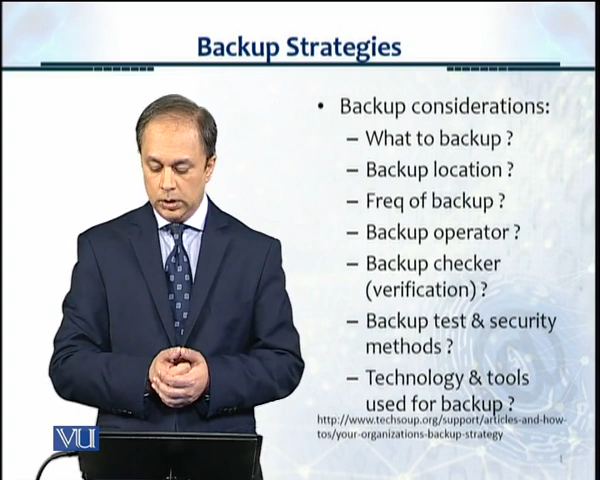 Backup Strategies
• Backup considerations:
– What to backup ?
– Backup location ?
– Freq of backup ?
– Backup operator ?
– Backup checker
(verification) ?
– Backup test & security
methods ?
– Technology & tools
used for backup ?
http://www.techsoup.org/support/articles-and-how-
tos/your-organizations-backup-strategy
VU